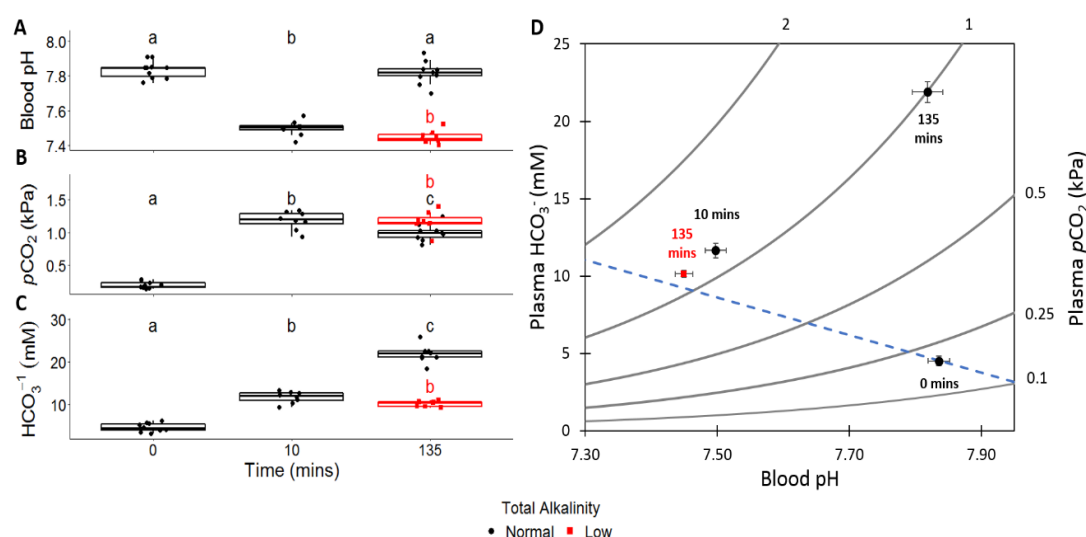 A
Blood pH
8.0
7.8
7.6
7.4
a
b
a
b
B
pCO2 (kPa)
1.5
1.0
0.5
a
b
b
c
C
HCO3⁻¹ (mM)
30
20
10
a
b
c
b
0
10
135
Time (mins)
D
2
1
Plasma HCO3⁻ (mM)
25
20
15
10
5
0
135
mins
10 mins
135
mins
0 mins
0.5
0.25
0.1
Plasma pCO2 (kPa)
7.30
7.50
7.70
7.90
Blood pH
Total Alkalinity
Normal
Low